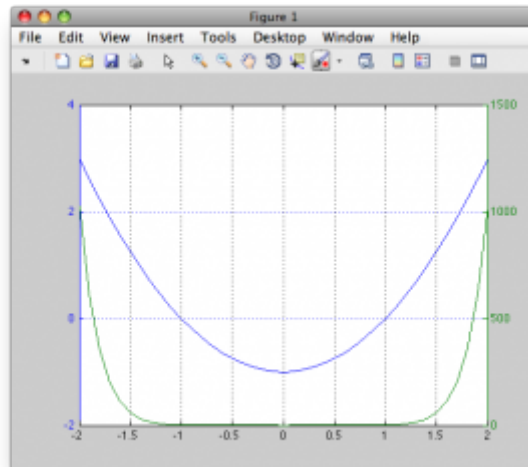 Figure 1
File Edit View Insert Tools Desktop Window Help
4 1500
2 1000
0 500
-2 0
-2 -1.5 -1 -0.5 0 0.5 1 1.5 2